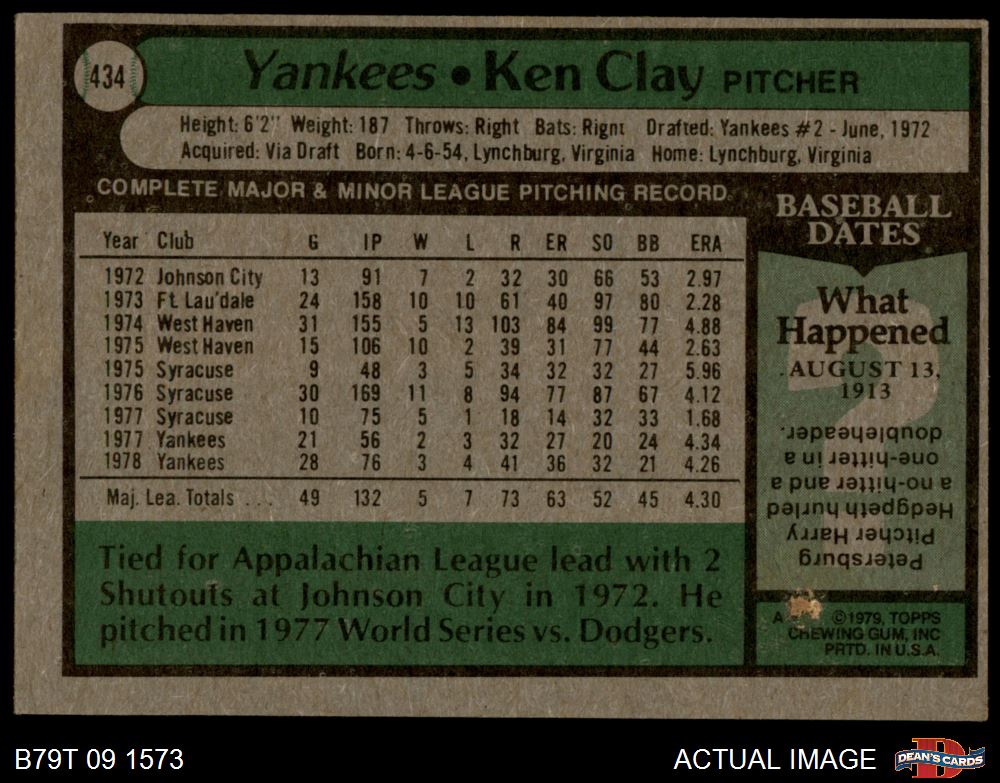 434
Yankees • Ken Clay PITCHER
Height: 6'2" Weight: 187 Throws: Right Bats: Right Drafted: Yankees #2 - June, 1972
Acquired: Via Draft Born: 4-6-54, Lynchburg, Virginia Home: Lynchburg, Virginia
COMPLETE MAJOR & MINOR LEAGUE PITCHING RECORD
Year Club G IP W L R ER SO BB ERA
1972 Johnson City 13 91 7 2 32 30 66 53 2.97
1973 Ft. Lau'dale 24 158 10 10 61 40 97 80 2.28
1974 West Haven 31 155 5 13 103 84 99 77 4.88
1975 West Haven 15 106 10 2 39 31 77 44 2.63
1975 Syracuse 9 48 3 5 34 32 32 27 5.96
1976 Syracuse 30 169 11 8 94 77 87 67 4.12
1977 Syracuse 10 75 5 1 18 14 32 33 1.68
1977 Yankees 21 56 2 3 32 27 20 24 4.34
1978 Yankees 28 76 3 4 41 36 32 21 4.26
Maj. Lea. Totals ... 49 132 5 7 73 63 52 45 4.30
Tied for Appalachian League lead with 2
Shutouts at Johnson City in 1972. He
pitched in 1977 World Series vs. Dodgers.
BASEBALL
DATES
What
Happened
AUGUST 13,
1913
Petersburg
Pitcher Harry
Hedgpeth hurled
a no-hitter and a
one-hitter in a
doubleheader.
A ©1979, TOPPS
CHEWING GUM, INC
PRTD. IN U.S.A.
B79T 09 1573
ACTUAL IMAGE
D
DEAN'S CARDS